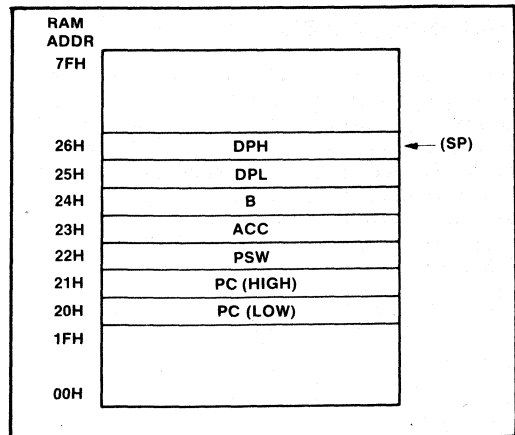 RAM
ADDR
7FH
26H DPH (SP)
25H DPL
24H B
23H ACC
22H PSW
21H PC (HIGH)
20H PC (LOW)
1FH
00H